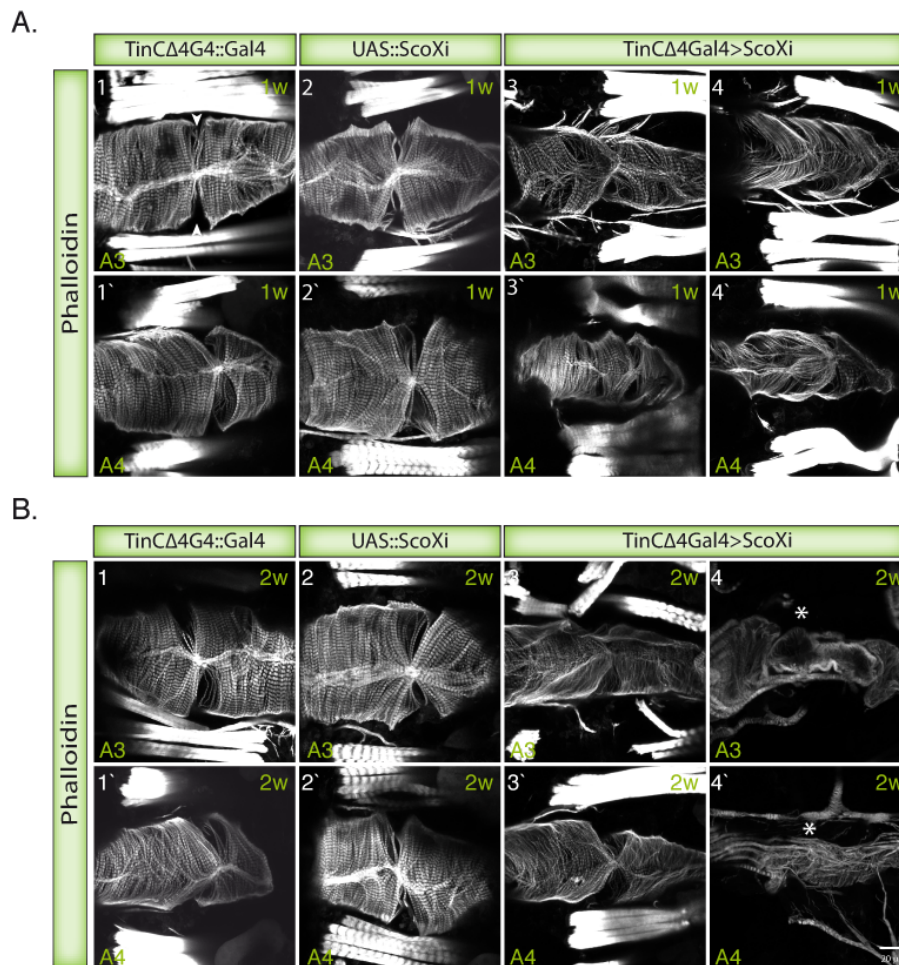 A.
TinCΔ4G4::Gal4 UAS::ScoXi TinCΔ4Gal4>ScoXi
Phalloidin
1 1w 2 1w 3 1w 4 1w
A3 A3 A3 A3
1` 1w 2` 1w 3` 1w 4` 1w
A4 A4 A4 A4
B.
TinCΔ4G4::Gal4 UAS::ScoXi TinCΔ4Gal4>ScoXi
Phalloidin
1 2w 2 2w 3 2w 4 2w
* 
A3 A3 A3 A3
1` 2w 2` 2w 3` 2w 4` 2w
*
A4 A4 A4 A4